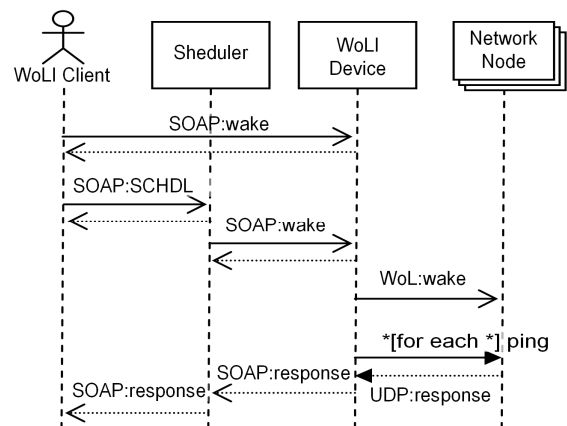 WoLI Client
Sheduler
WoLI
Device
Network
Node
SOAP:wake
SOAP:SCHDL
SOAP:wake
WoL:wake
*[for each *] ping
SOAP:response
UDP:response
SOAP:response